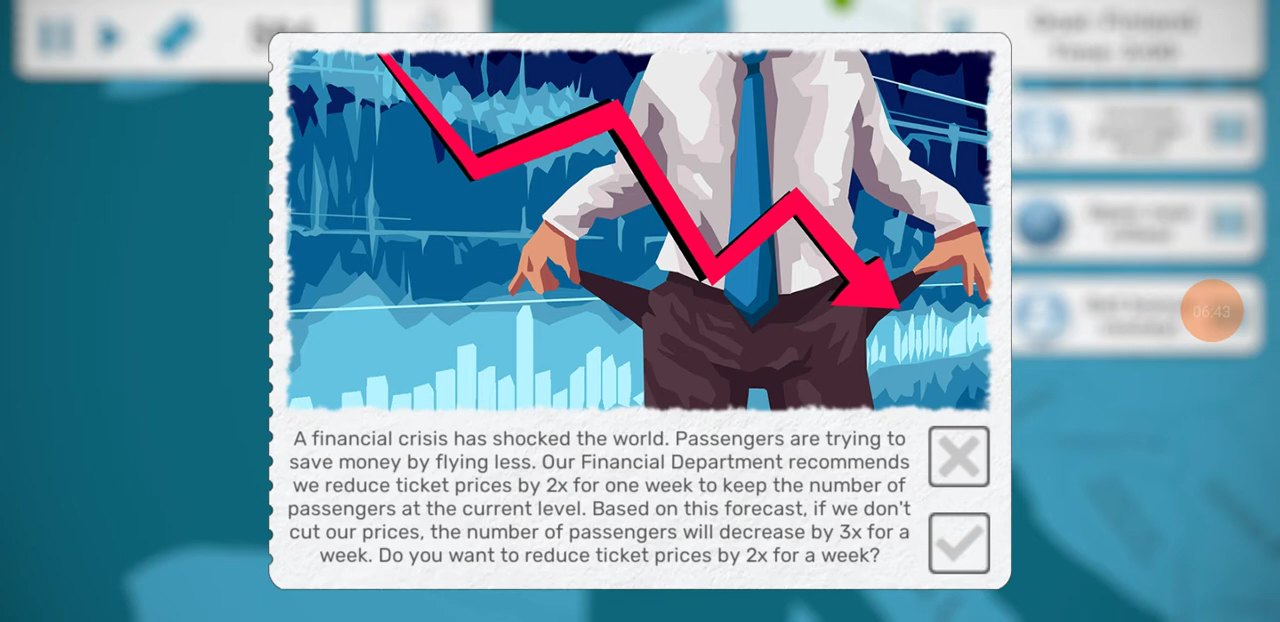 A financial crisis has shocked the world. Passengers are trying to
save money by flying less. Our Financial Department recommends
we reduce ticket prices by 2x for one week to keep the number of
passengers at the current level. Based on this forecast, if we don't
cut our prices, the number of passengers will decrease by 3x for a
week. Do you want to reduce ticket prices by 2x for a week?
06:43